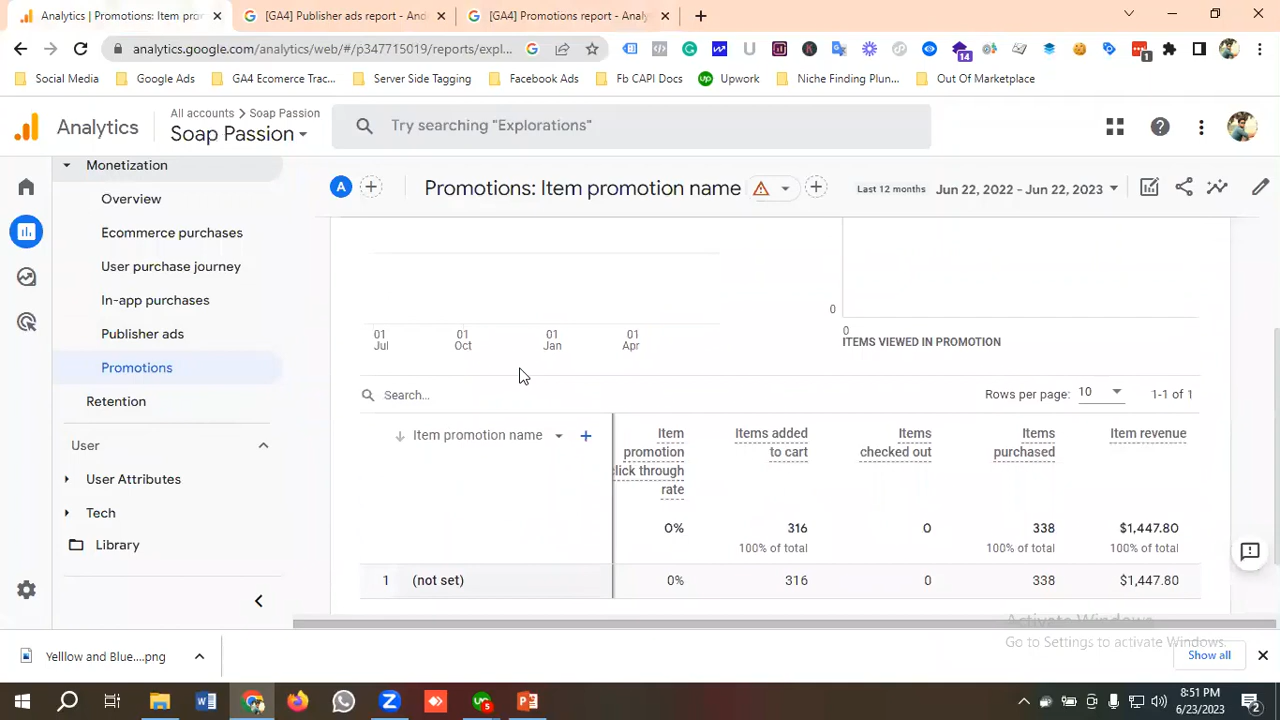 Analytics | Promotions: Item pro
[GA4] Publisher ads report - And
[GA4] Promotions report - Analy
analytics.google.com/analytics/web/#/p347715019/reports/expl...
14
1
Social Media
Google Ads
GA4 Ecomerce Trac...
Server Side Tagging
Facebook Ads
Fb CAPI Docs
Upwork
Niche Finding Plun...
Out Of Marketplace
Analytics
All accounts > Soap Passion
Soap Passion
Try searching "Explorations"
Monetization
Overview
Ecommerce purchases
User purchase journey
In-app purchases
Publisher ads
Promotions
Retention
User
User Attributes
Tech
Library
A
Promotions: Item promotion name
Last 12 months
Jun 22, 2022 - Jun 22, 2023
01 Jul
01 Oct
01 Jan
01 Apr
0
0
ITEMS VIEWED IN PROMOTION
Search...
Rows per page: 10
1-1 of 1
Item promotion name
Item promotion click through rate
Items added to cart
Items checked out
Items purchased
Item revenue
0% 316 0 338 $1,447.80
100% of total 100% of total 100% of total
1 (not set) 0% 316 0 338 $1,447.80
Activate Windows
Go to Settings to activate Windows.
Yelllow and Blue....png
Show all
8:51 PM
6/23/2023
2